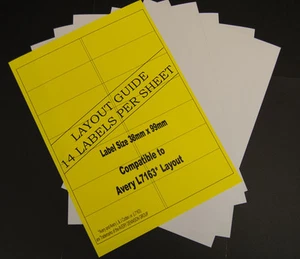 LAYOUT GUIDE
14 LABELS PER SHEET
Label Size 38mm x 99mm
Compatible to
Avery L7163* Layout